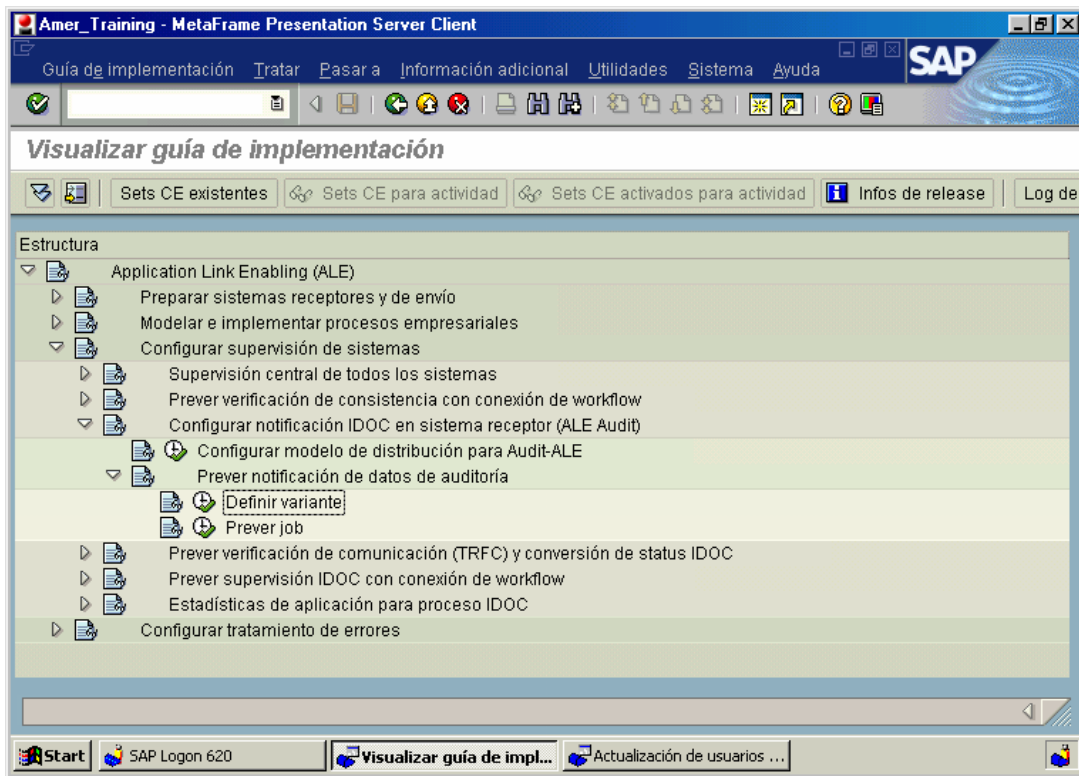 Amer_Training - MetaFrame Presentation Server Client
Guía de implementación Tratar Pasar a Información adicional Utilidades Sistema Ayuda
SAP
Visualizar guía de implementación
Sets CE existentes Sets CE para actividad Sets CE activados para actividad Infos de release Log de
Estructura
Application Link Enabling (ALE)
Preparar sistemas receptores y de envío
Modelar e implementar procesos empresariales
Configurar supervisión de sistemas
Supervisión central de todos los sistemas
Prever verificación de consistencia con conexión de workflow
Configurar notificación IDOC en sistema receptor (ALE Audit)
Configurar modelo de distribución para Audit-ALE
Prever notificación de datos de auditoría
Definir variante
Prever job
Prever verificación de comunicación (TRFC) y conversión de status IDOC
Prever supervisión IDOC con conexión de workflow
Estadísticas de aplicación para proceso IDOC
Configurar tratamiento de errores
Start SAP Logon 620 Visualizar guía de impl... Actualización de usuarios ...